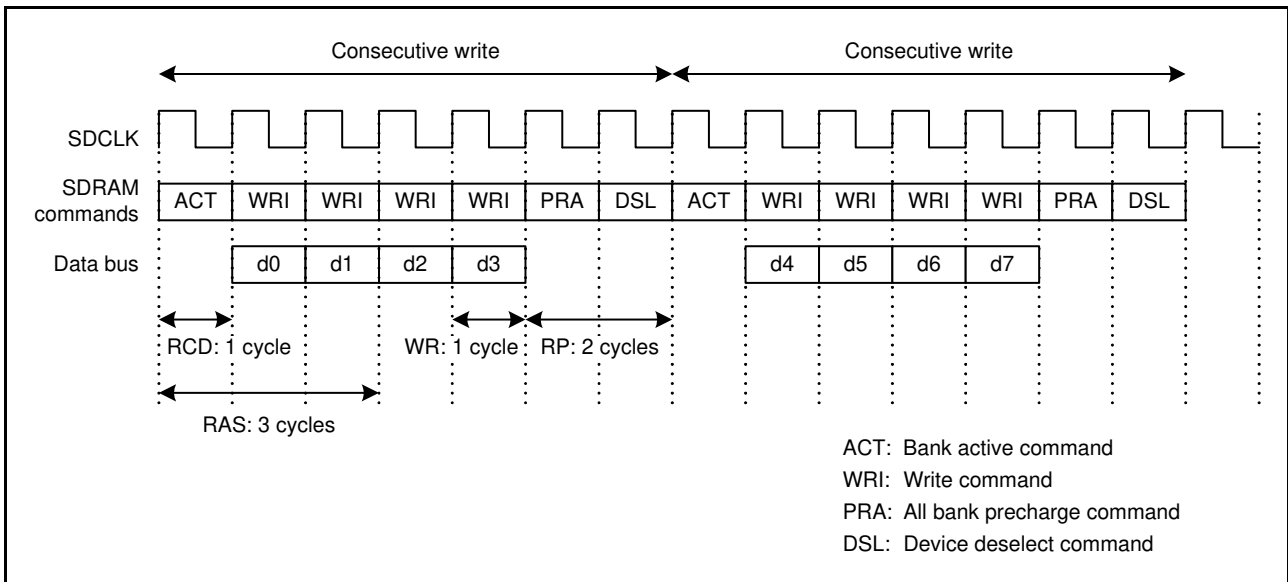 Consecutive write Consecutive write
SDCLK
SDRAM
commands
ACT WRI WRI WRI WRI PRA DSL ACT WRI WRI WRI WRI PRA DSL
Data bus d0 d1 d2 d3 d4 d5 d6 d7
RCD: 1 cycle WR: 1 cycle RP: 2 cycles
RAS: 3 cycles
ACT: Bank active command
WRI: Write command
PRA: All bank precharge command
DSL: Device deselect command